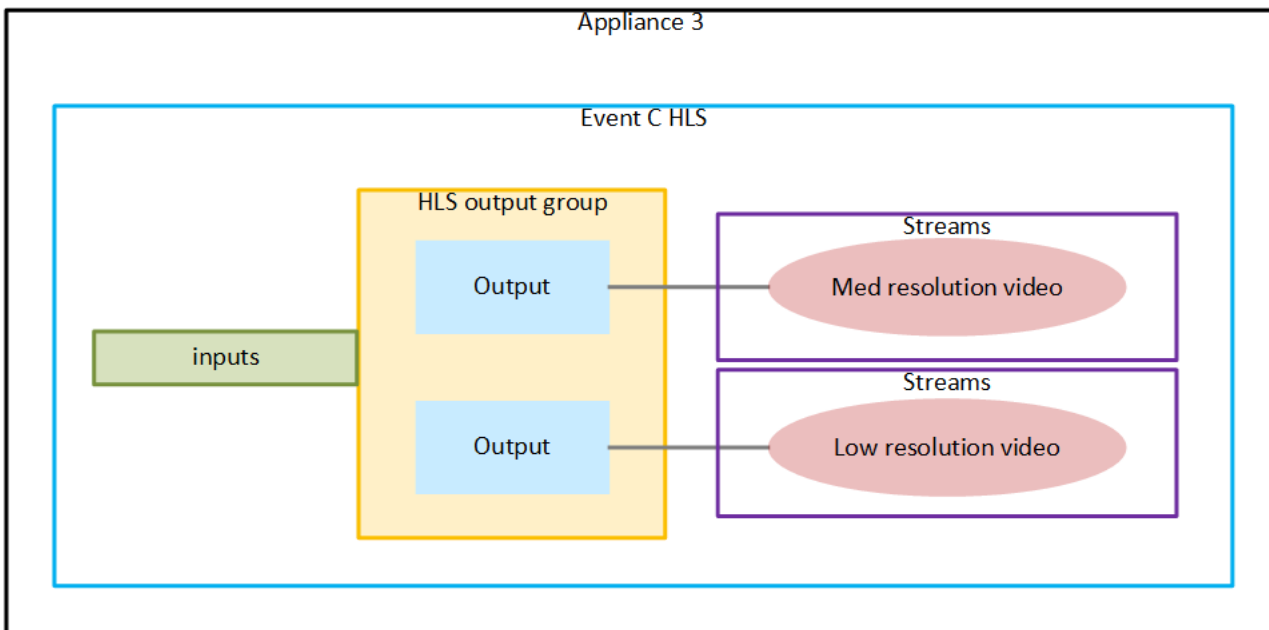 Appliance 3
Event C HLS
HLS output group
Streams
Output
Med resolution video
inputs
Streams
Output
Low resolution video